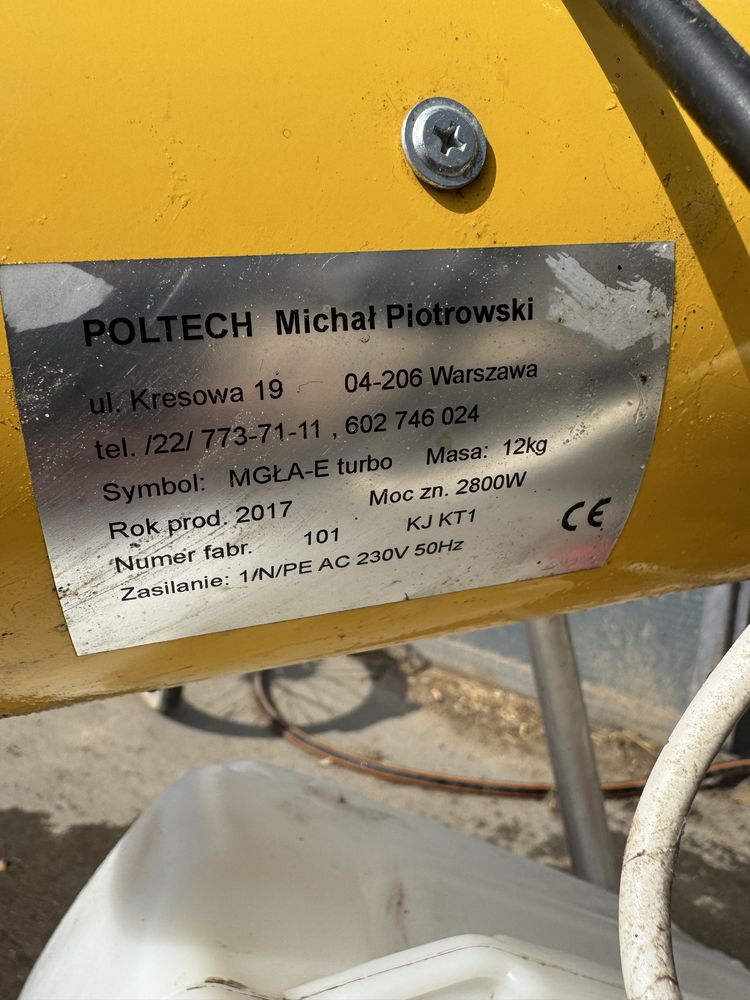 POLTECH Michał Piotrowski
ul. Kresowa 19 04-206 Warszawa
tel. /22/ 773-71-11 , 602 746 024
Symbol: MGŁA-E turbo Masa: 12kg
Rok prod. 2017 Moc zn. 2800W
Numer fabr. 101 KJ KT1
Zasilanie: 1/N/PE AC 230V 50Hz
CE